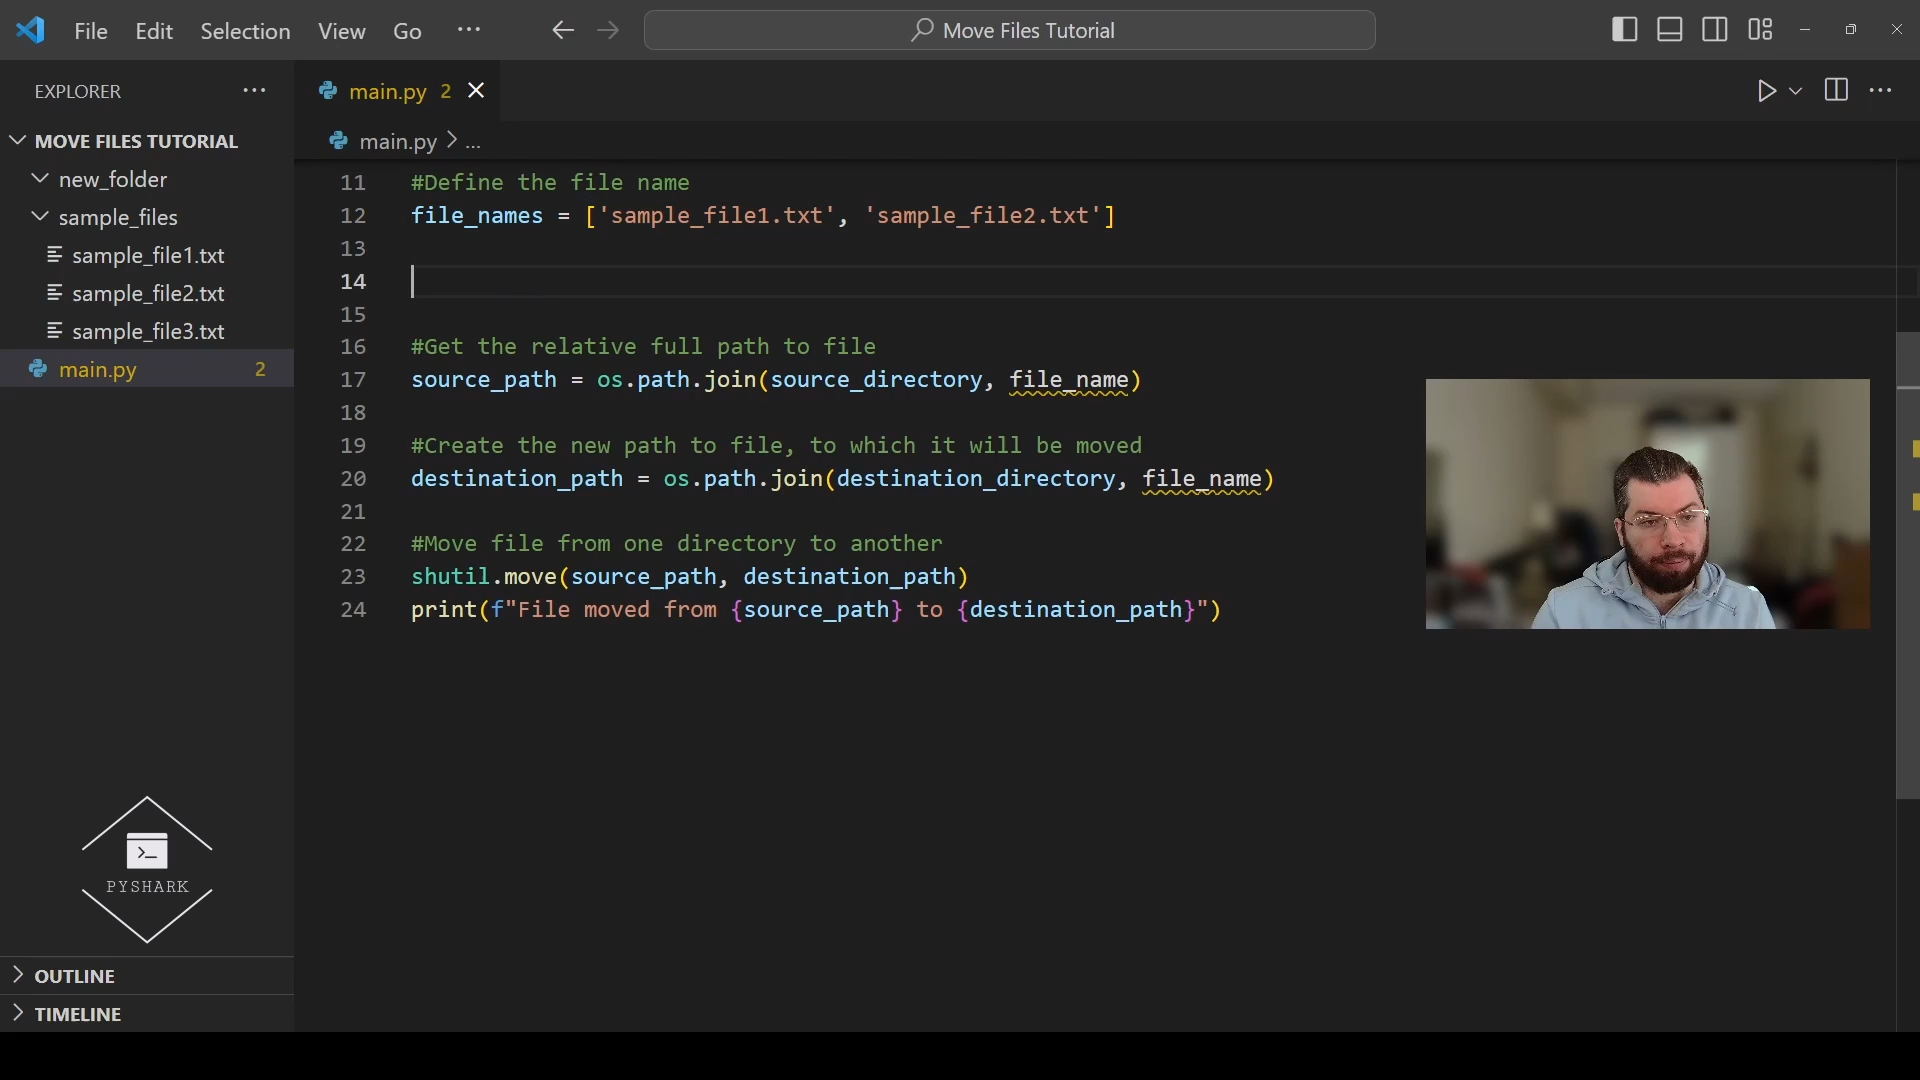 File Edit Selection View Go ...
Move Files Tutorial
EXPLORER ...
main.py 2
MOVE FILES TUTORIAL
new_folder
sample_files
sample_file1.txt
sample_file2.txt
sample_file3.txt
main.py 2
main.py > ...
11 #Define the file name
12 file_names = ['sample_file1.txt', 'sample_file2.txt']
13
14
15
16 #Get the relative full path to file
17 source_path = os.path.join(source_directory, file_name)
18
19 #Create the new path to file, to which it will be moved
20 destination_path = os.path.join(destination_directory, file_name)
21
22 #Move file from one directory to another
23 shutil.move(source_path, destination_path)
24 print(f"File moved from {source_path} to {destination_path}")
>_
PYSHARK
OUTLINE
TIMELINE